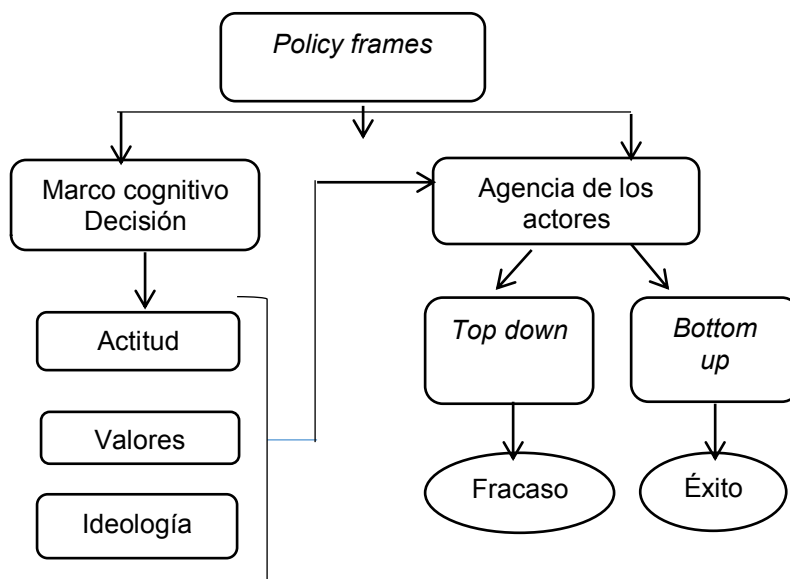 Policy frames
Marco cognitivo
Decisión
Agencia de los
actores
Actitud
Valores
Ideología
Top down
Bottom
up
Fracaso
Éxito